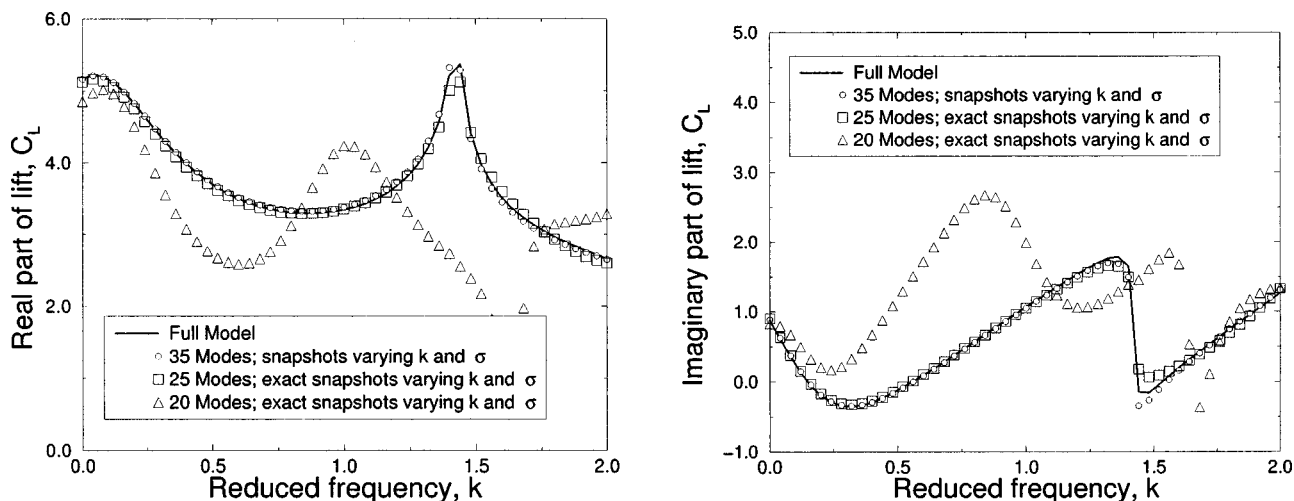 6.0
4.0
2.0
0.0
Real part of lift, C_L
Full Model
35 Modes; snapshots varying k and σ
25 Modes; exact snapshots varying k and σ
20 Modes; exact snapshots varying k and σ
0.0 0.5 1.0 1.5 2.0
Reduced frequency, k
5.0
4.0
3.0
2.0
1.0
0.0
−1.0
Imaginary part of lift, C_L
Full Model
35 Modes; snapshots varying k and σ
25 Modes; exact snapshots varying k and σ
20 Modes; exact snapshots varying k and σ
0.0 0.5 1.0 1.5 2.0
Reduced frequency, k